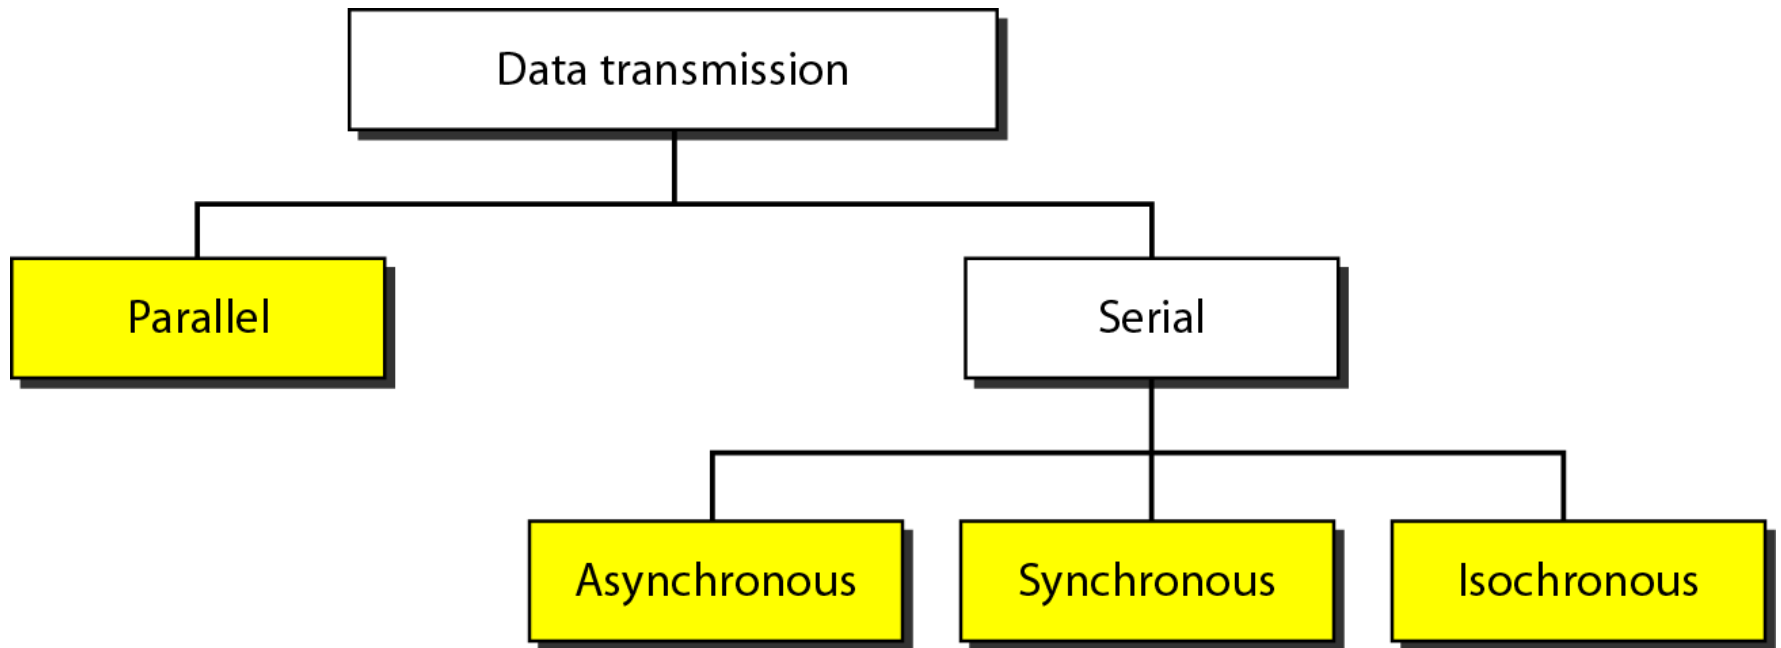 Data transmission
Parallel
Serial
Asynchronous
Synchronous
Isochronous